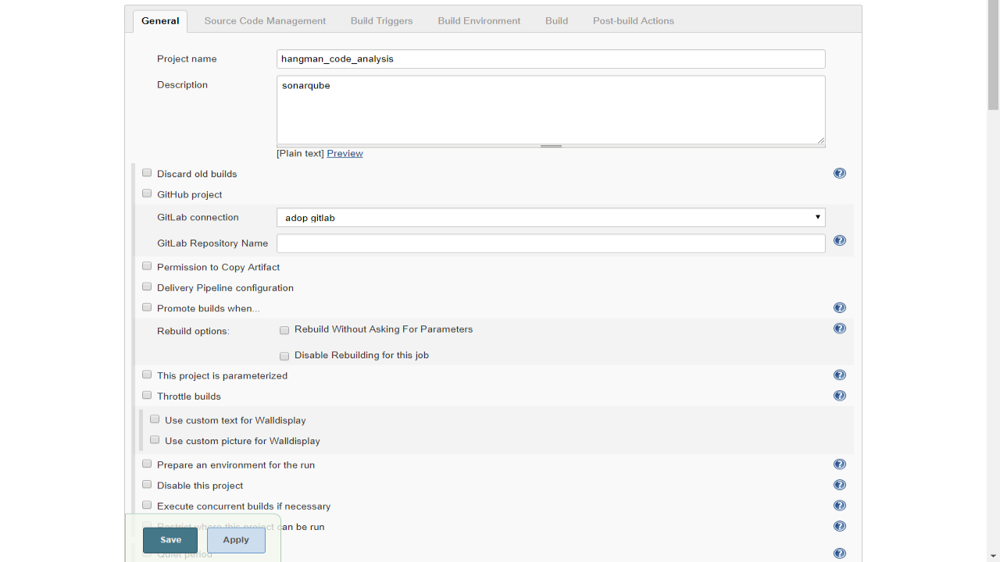 General Source Code Management Build Triggers Build Environment Build Post-build Actions
Project name hangman_code_analysis
Description sonarqube
[Plain text] Preview
Discard old builds
GitHub project
GitLab connection adop gitlab
GitLab Repository Name
Permission to Copy Artifact
Delivery Pipeline configuration
Promote builds when...
Rebuild options: Rebuild Without Asking For Parameters
Disable Rebuilding for this job
This project is parameterized
Throttle builds
Use custom text for Walldisplay
Use custom picture for Walldisplay
Prepare an environment for the run
Disable this project
Execute concurrent builds if necessary
Restrict where this project can be run
Save Apply
Quiet period